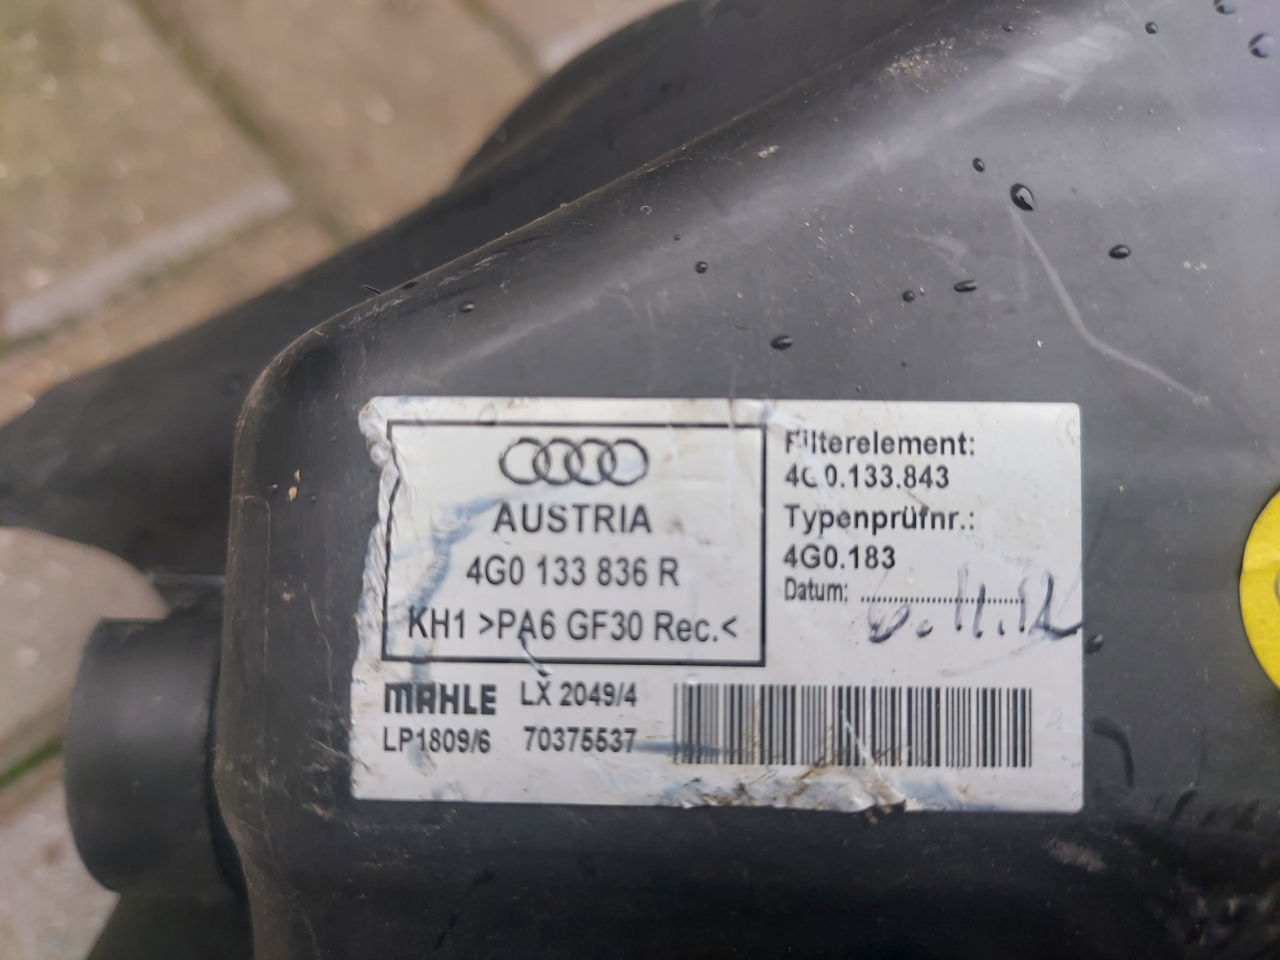 AUSTRIA
4G0 133 836 R
KH1 >PA6 GF30 Rec.<
Filterelement:
4G0.133.843
Typenprüfnr.:
4G0.183
Datum: ............................
MAHLE LX 2049/4
LP1809/6 70375537